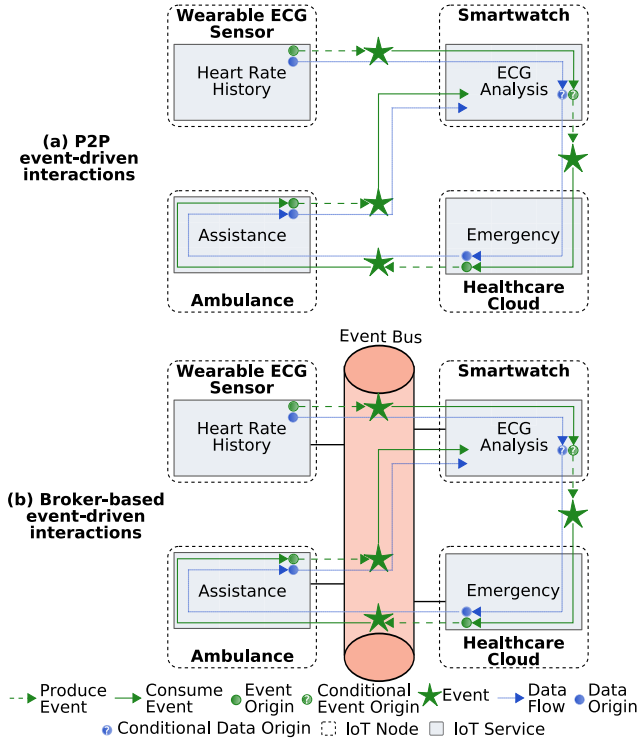 Wearable ECG
Sensor
Smartwatch
Heart Rate
History
ECG
Analysis
?
?
(a) P2P
event-driven
interactions
Assistance
Emergency
Ambulance
Healthcare
Cloud
Event Bus
Wearable ECG
Sensor
Smartwatch
Heart Rate
History
ECG
Analysis
?
?
(b) Broker-based
event-driven
interactions
Assistance
Emergency
Ambulance
Healthcare
Cloud
Produce
Event
Consume
Event
Event
Origin
?
Conditional
Event Origin
Event
Data
Flow
Data
Origin
?
Conditional Data Origin
IoT Node
IoT Service